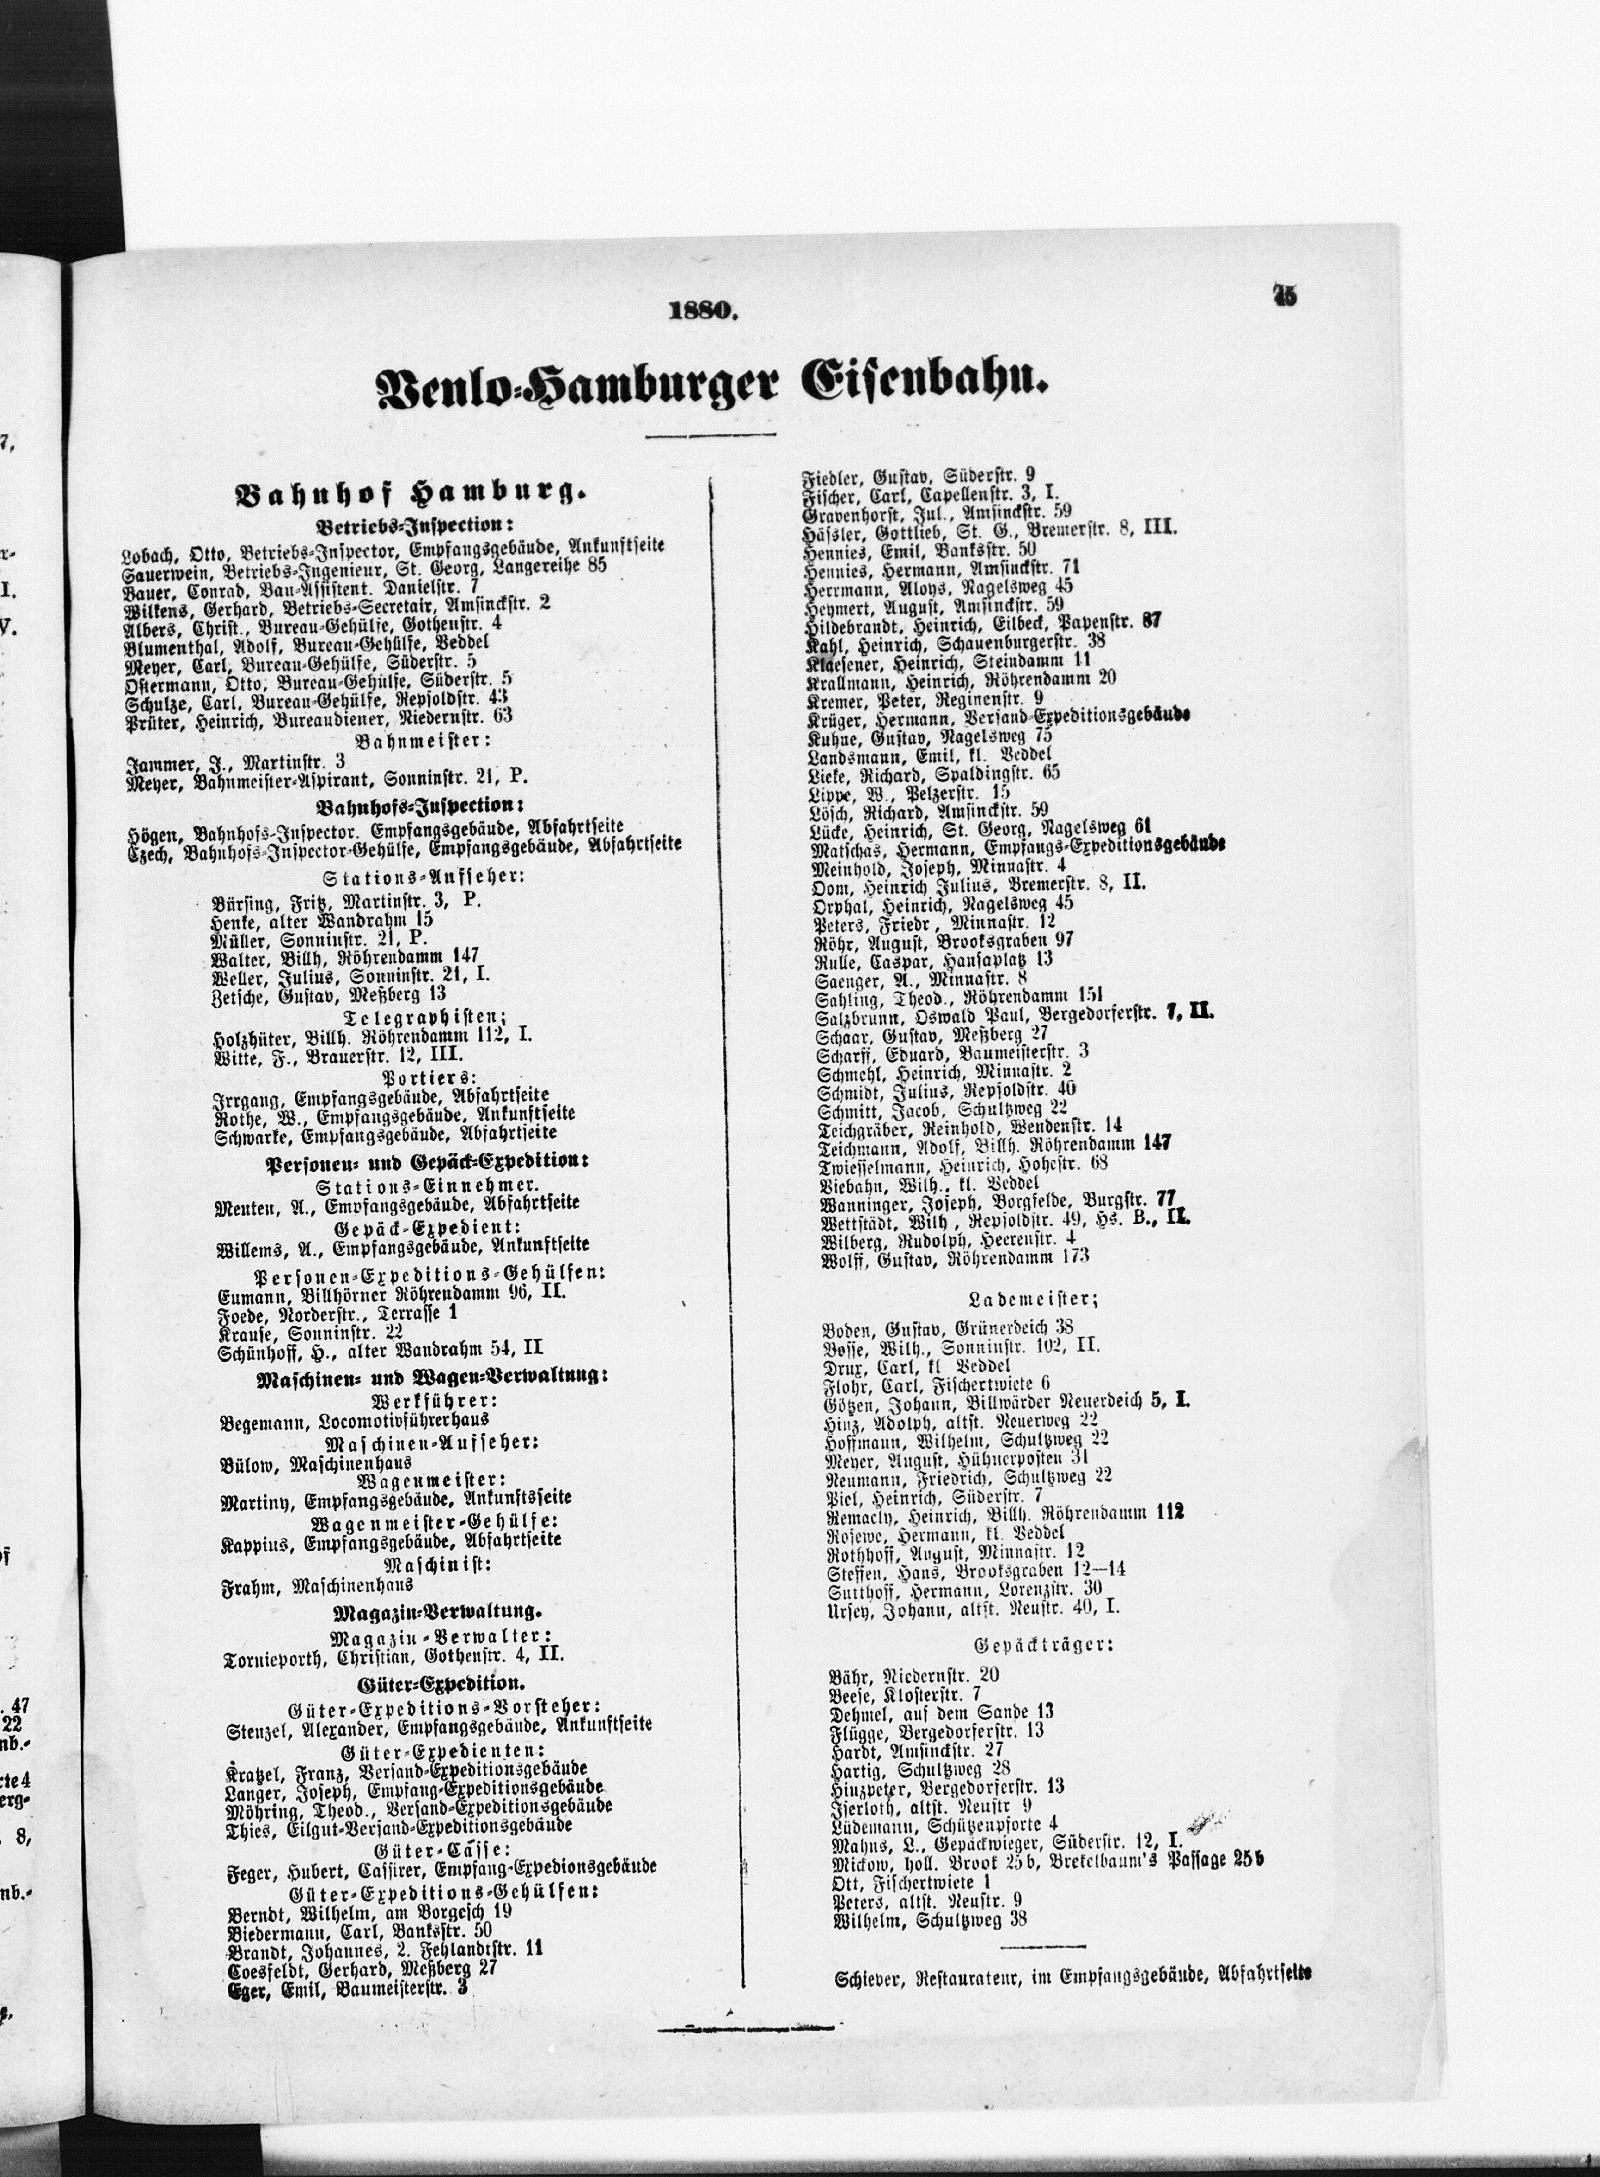 1880.
75
Venlo-Hamburger Eisenbahn.
Bahnhof Hamburg.
Betriebs-Inspection:
Lobach, Otto, Betriebs-Inspector, Empfangsgebäude, Ankunftseite
Sauerwein, Betriebs-Ingenieur, St. Georg, Langereihe 85
Bauer, Conrad, Bau-Assistent. Danielstr. 7
Wilkens, Gerhard, Betriebs-Secretair, Amsinckstr. 2
Albers, Christ., Bureau-Gehülfe, Gothenstr. 4
Blumenthal, Adolf, Bureau-Gehülfe, Veddel
Meyer, Carl, Bureau-Gehülfe, Süderstr. 5
Ostermann, Otto, Bureau-Gehülfe, Süderstr. 5
Schulze, Carl, Bureau-Gehülfe, Repsoldstr. 43
Prüter, Heinrich, Bureaudiener, Niedernstr. 63
Bahnmeister:
Jammer, J., Martinstr. 3
Meyer, Bahnmeister-Aspirant, Sonninstr. 21, P.
Bahnhofs-Inspection:
Högen, Bahnhofs-Inspector. Empfangsgebäude, Abfahrtseite
Czech, Bahnhofs-Inspector-Gehülfe, Empfangsgebäude, Abfahrtseite
Stations-Aufseher:
Bürsing, Fritz, Martinstr. 3, P.
Henke, alter Wandrahm 15
Müller, Sonninstr. 21, P.
Walter, Billh, Röhrendamm 147
Weller, Julius, Sonninstr. 21, I.
Zetsche, Gustav, Meßberg 13
Telegraphisten;
Holzhüter, Billh. Röhrendamm 112, I.
Witte, F., Brauerstr. 12, III.
Portiers:
Irrgang, Empfangsgebäude, Abfahrtseite
Rothe, W., Empfangsgebäude, Ankunftseite
Schwarke, Empfangsgebäude, Abfahrtseite
Personen- und Gepäck-Expedition:
Stations-Einnehmer.
Menten, A., Empfangsgebäude, Abfahrtseite
Gepäck-Expedient:
Willems, A., Empfangsgebäude, Ankunftseite
Personen-Expeditions-Gehülfen:
Eumann, Billhörner Röhrendamm 96, II.
Foede, Norderstr., Terrasse 1
Krause, Sonninstr. 22
Schünhoff, H., alter Wandrahm 54, II
Maschinen- und Wagen-Verwaltung:
Werkführer:
Begemann, Locomotivführerhaus
Maschinen-Aufseher:
Bülow, Maschinenhaus
Wagenmeister:
Martiny, Empfangsgebäude, Ankunftsseite
Wagenmeister-Gehülfe:
Kappius, Empfangsgebäude, Abfahrtseite
Maschinist:
Frahm, Maschinenhaus
Magazin-Verwaltung.
Magazin-Verwalter:
Tornieporth, Christian, Gothenstr. 4, II.
Güter-Expedition.
Güter-Expeditions-Vorsteher:
Stenzel, Alexander, Empfangsgebäude, Ankunftseite
Güter-Expedienten:
Kratzel, Franz, Versand-Expeditionsgebäude
Langer, Joseph, Empfang-Expeditionsgebäude
Möhring, Theod., Versand-Expeditionsgebäude
Thies, Eilgut-Versand-Expeditionsgebäude
Güter-Casse:
Feger, Hubert, Cassirer, Empfang-Expedionsgebäude
Güter-Expeditions-Gehülfen:
Berndt, Wilhelm, am Borgesch 19
Biedermann, Carl, Banksstr. 50
Brandt, Johannes, 2. Fehlandtstr. 11
Coesfeldt, Gerhard, Meßberg 27
Eger, Emil, Baumeisterstr. 3
Fiedler, Gustav, Süderstr. 9
Fischer, Carl, Capellenstr. 3, I.
Gravenhorst, Jul., Amsinckstr. 59
Hässler, Gottlieb, St. G., Bremerstr. 8, III.
Hennies, Emil, Banksstr. 50
Hennies, Hermann, Amsinckstr. 71
Herrmann, Aloys, Nagelsweg 45
Heymert, August, Amsinckstr. 59
Hildebrandt, Heinrich, Eilbeck, Papenstr. 87
Kahl, Heinrich, Schauenburgerstr. 38
Klaesener, Heinrich, Steindamm 11
Krallmann, Heinrich, Röhrendamm 20
Kremer, Peter, Reginenstr. 9
Krüger, Hermann, Versand-Expeditionsgebäude
Kuhne, Gustav, Nagelsweg 75
Landsmann, Emil, kl. Veddel
Lieke, Richard, Spaldingstr. 65
Lippe, W., Pelzerstr. 15
Lösch, Richard, Amsinckstr. 59
Lücke, Heinrich, St. Georg, Nagelsweg 61
Matschas, Hermann, Empfangs-Expeditionsgebäude
Meinhold, Joseph, Minnastr. 4
Oom, Heinrich Julius, Bremerstr. 8, II.
Orphal, Heinrich, Nagelsweg 45
Peters, Friedr, Minnastr. 12
Röhr, August, Brooksgraben 97
Rulle, Caspar, Hansaplatz 13
Saenger, A., Minnastr. 8
Sahling, Theod., Röhrendamm 151
Salzbrunn, Oswald Paul, Bergedorferstr. 7, II.
Schaar, Gustav, Meßberg 27
Scharff, Eduard, Baumeisterstr. 3
Schmehl, Heinrich, Minnastr. 2
Schmidt, Julius, Repsoldstr. 40
Schmitt, Jacob, Schultzweg 22
Teichgräber, Reinhold, Wendenstr. 14
Teichmann, Adolf, Billh. Röhrendamm 147
Twiesselmann, Heinrich, Hohestr. 68
Viebahn, Wilh., kl. Veddel
Wanninger, Joseph, Borgfelde, Burgstr. 77
Wettstädt, Wilh, Repsoldstr. 49, Hs. B., II.
Wilberg, Rudolph, Heerenstr. 4
Wolff, Gustav, Röhrendamm 173
Lademeister;
Boden, Gustav, Grünerdeich 38
Bosse, Wilh., Sonninstr. 102, II.
Drux, Carl, kl Veddel
Flohr, Carl, Fischertwiete 6
Götzen, Johann, Billwärder Neuerdeich 5, I.
Hinz, Adolph, altst. Neuerweg 22
Hoffmann, Wilhelm, Schultzweg 22
Meyer, August, Hühnerposten 31
Neumann, Friedrich, Schultzweg 22
Piel, Heinrich, Süderstr. 7
Remacly, Heinrich, Billh. Röhrendamm 112
Rosewe, Hermann, kl. Veddel
Rothhoff, August, Minnastr. 12
Steffen, Hans, Brooksgraben 12—14
Sutthoff, Hermann, Lorenzstr. 30
Ursey, Johann, altst. Neustr. 40, I.
Gepäckträger:
Bähr, Niedernstr. 20
Beese, Klosterstr. 7
Dehmel, auf dem Sande 13
Flügge, Bergedorferstr. 13
Hardt, Amsinckstr. 27
Hartig, Schultzweg 28
Hinzpeter, Bergedorferstr. 13
Iserloth, altst. Neustr 9
Lüdemann, Schützenpforte 4
Mahns, L., Gepäckwieger, Süderstr. 12, I.
Mickow, holl. Brook 25b, Brekelbaum's Passage 25b
Ott, Fischertwiete 1
Peters, altst. Neustr. 9
Wilhelm, Schultzweg 38
Schiever, Restaurateur, im Empfangsgebäude, Abfahrtseite